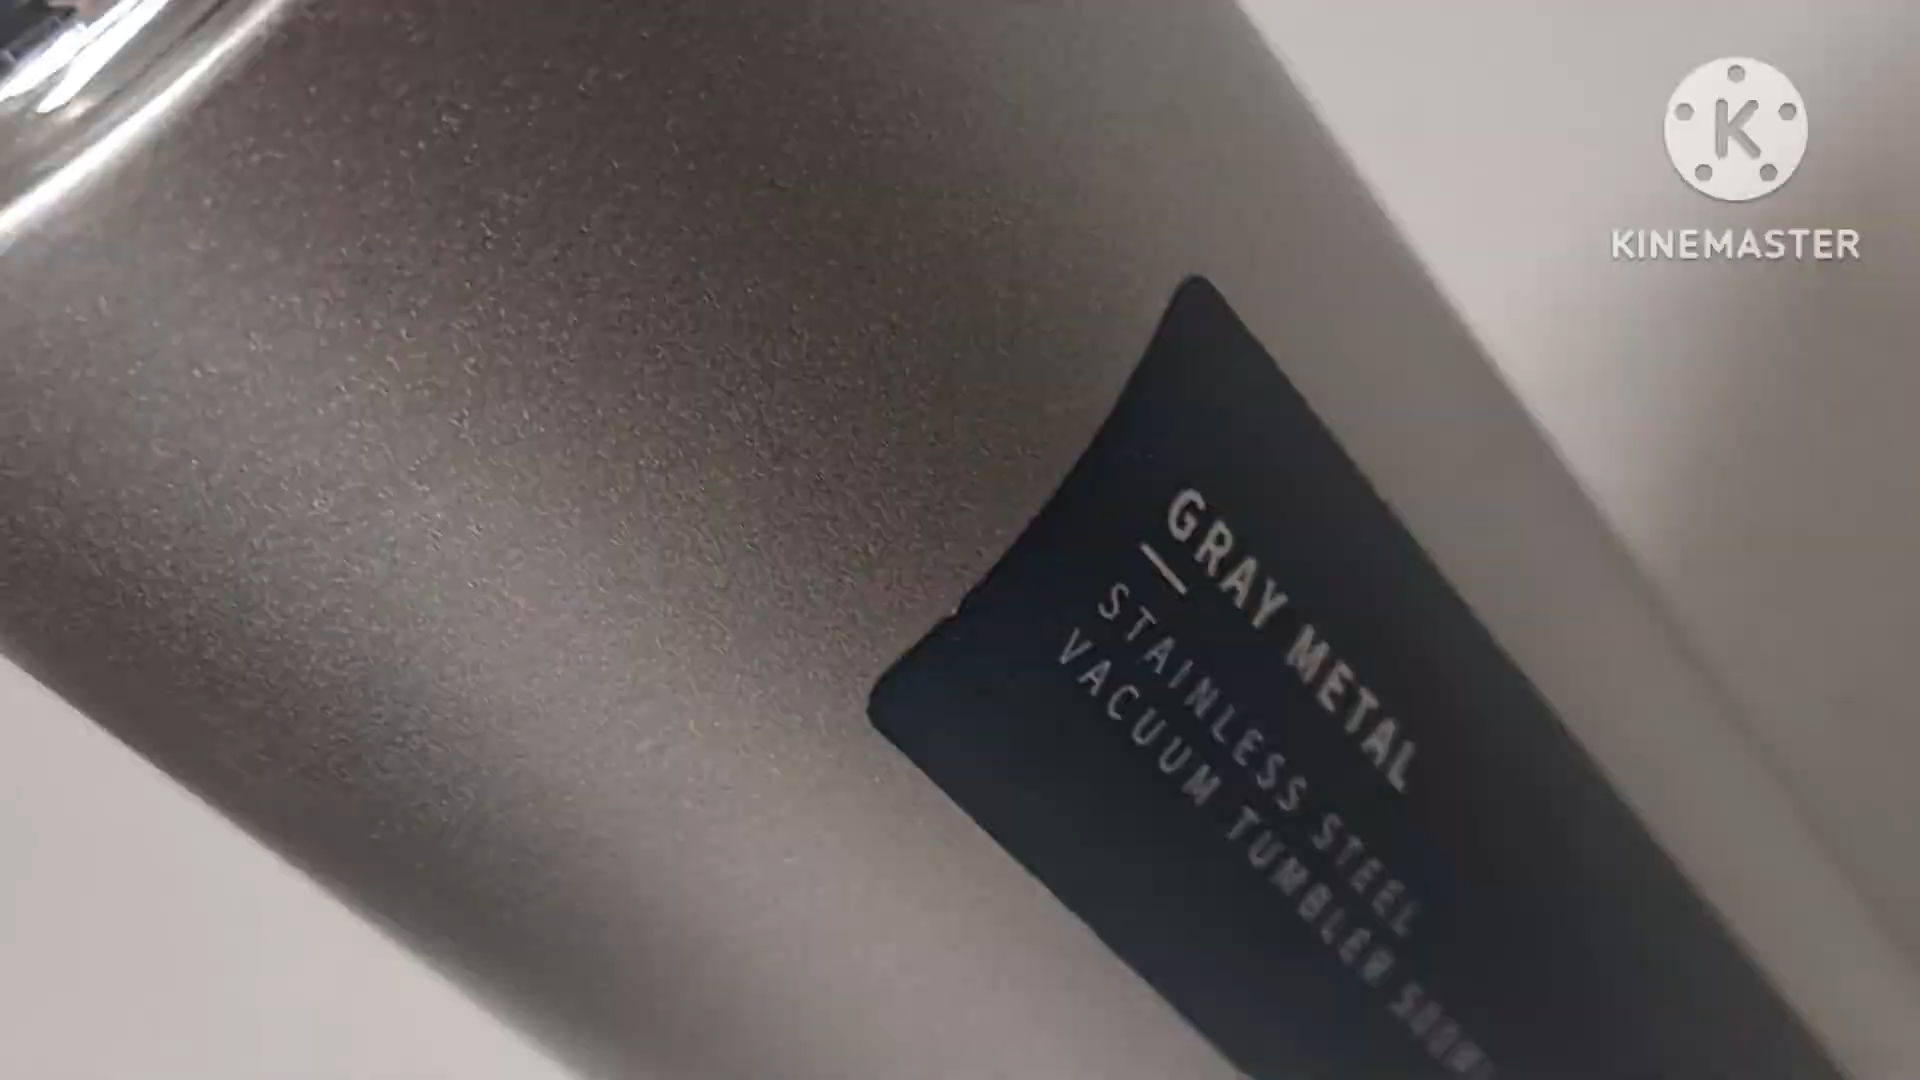 K
KINEMASTER
GRAY METAL
STAINLESS STEEL
VACUUM TUMBLER